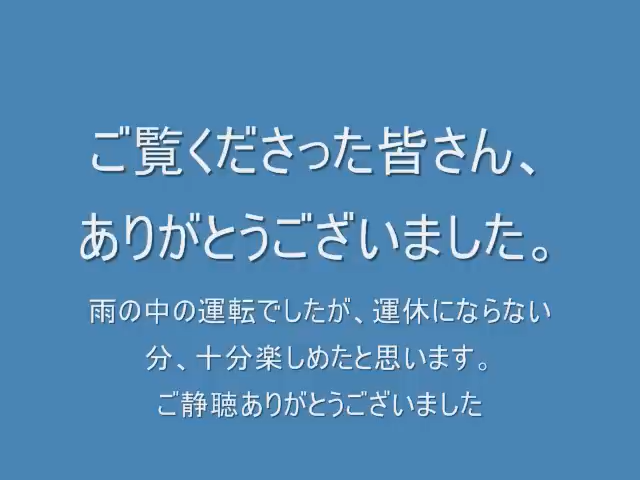 ご覧くださった皆さん、
ありがとうございました。
雨の中の運転でしたが、運休にならない
分、十分楽しめたと思います。
ご静聴ありがとうございました